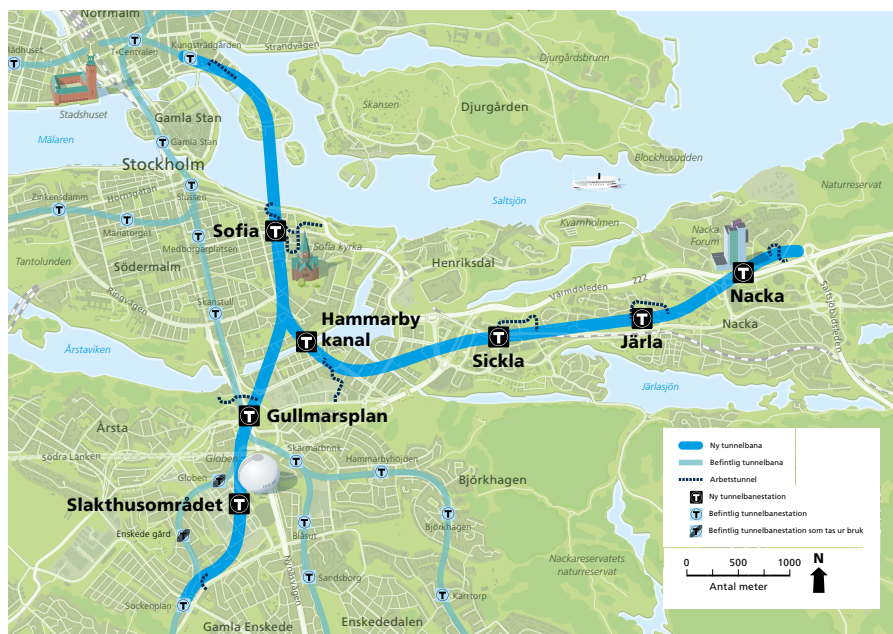 Norrmalm
Rådhuset
T-Centralen
Kungsträdgården
Strandvägen
Djurgårdsbrunn
Stadshuset
Skansen
Djurgården
Gamla Stan
Gamla Stan
Mälaren
Stockholm
Blockhusudden
Saltsjön
Naturreservat
Zinkensdamm
Hornsgatan
Slussen
Mariatorget
Medborgarplatsen
Sofia
Sofia kyrka
Kvarnholmen
Nacka
Forum
Tantolunden
Södermalm
Henriksdal
Ringvägen
Skanstull
Värmdöleden
222
Nacka
Saltsjöbadsleden
Hammarby
kanal
Årstaviken
Sickla
Järla
Nacka
Järlasjön
Gullmarsplan
Årsta
Södra Länken
Globen
Skärmarbrink
Hammarbyhöjden
Globen
Björkhagen
Slakthusområdet
Enskede gård
Blåsut
Björkhagen
Nynäsvägen
Nackareservatets
naturreservat
Sandsborg
Sockenplan
Kärrtorp
Gamla Enskede
Enskededalen
Ny tunnelbana
Befintlig tunnelbana
Arbetstunnel
Ny tunnelbanestation
Befintlig tunnelbanestation
Befintlig tunnelbanestation som tas ur bruk
0 500 1000
Antal meter
N